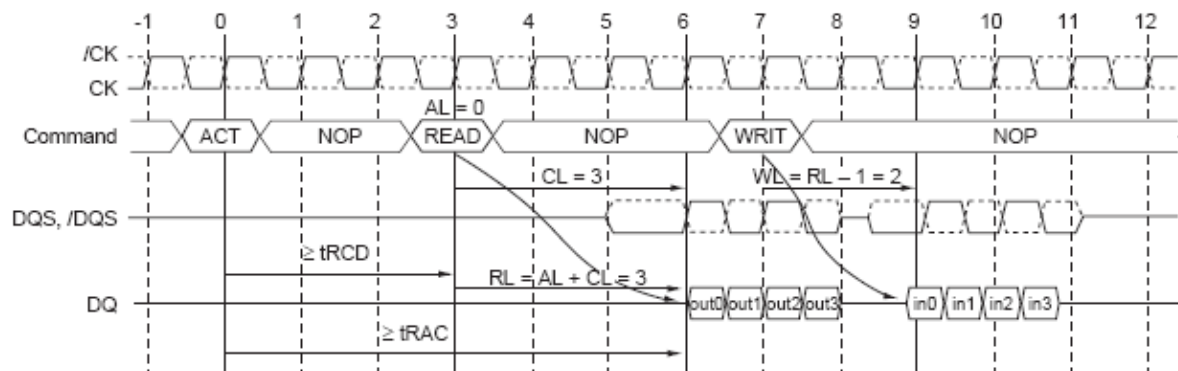 -1 0 1 2 3 4 5 6 7 8 9 10 11 12
/CK
CK
AL = 0
Command ACT NOP READ NOP WRIT NOP
CL = 3 WL = RL – 1 = 2
DQS, /DQS
≥ tRCD
RL = AL + CL = 3
DQ out0 out1 out2 out3 in0 in1 in2 in3
≥ tRAC